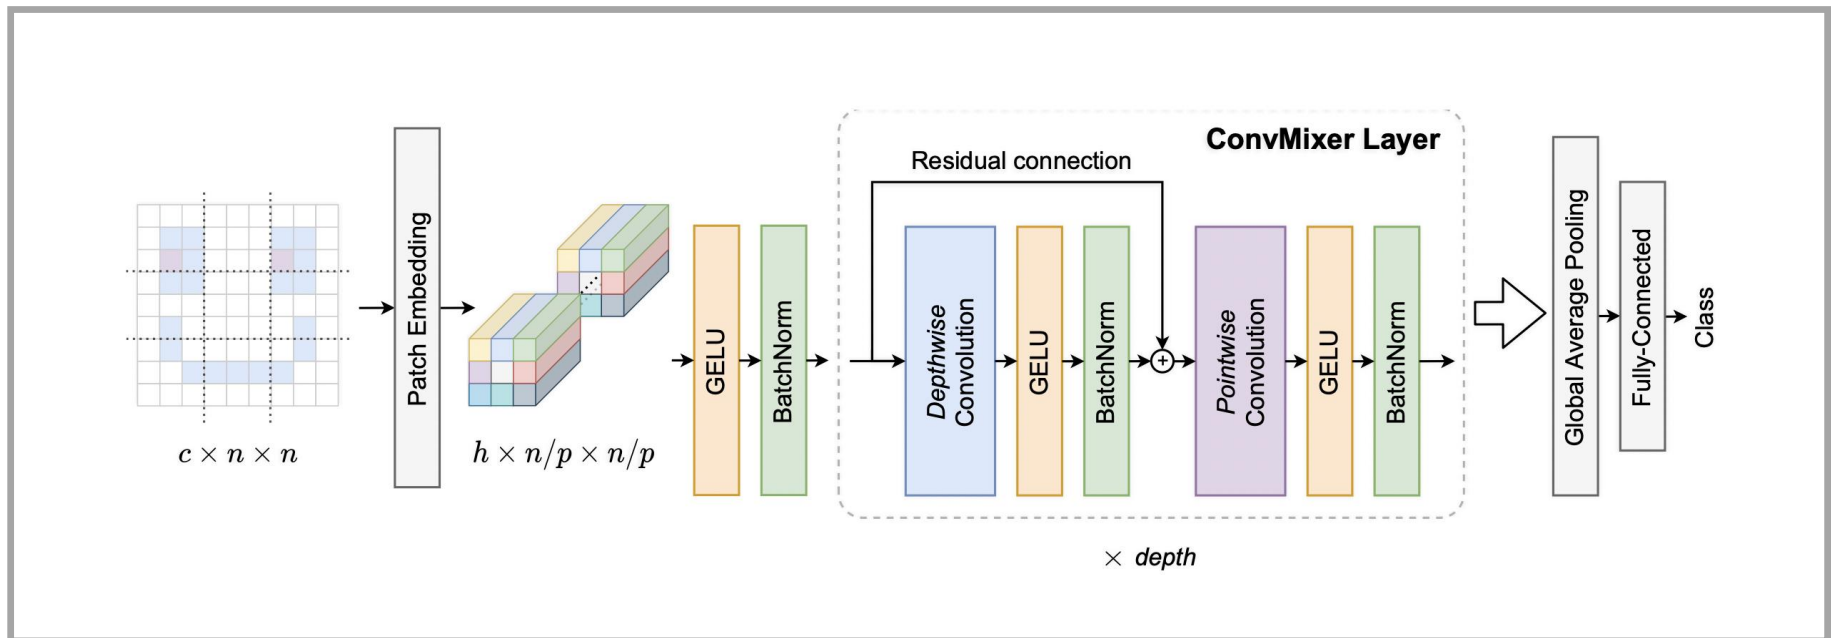 c × n × n
Patch Embedding
h × n/p × n/p
GELU
BatchNorm
ConvMixer Layer
Residual connection
Depthwise
Convolution
GELU
BatchNorm
+
Pointwise
Convolution
GELU
BatchNorm
× depth
Global Average Pooling
Fully-Connected
Class